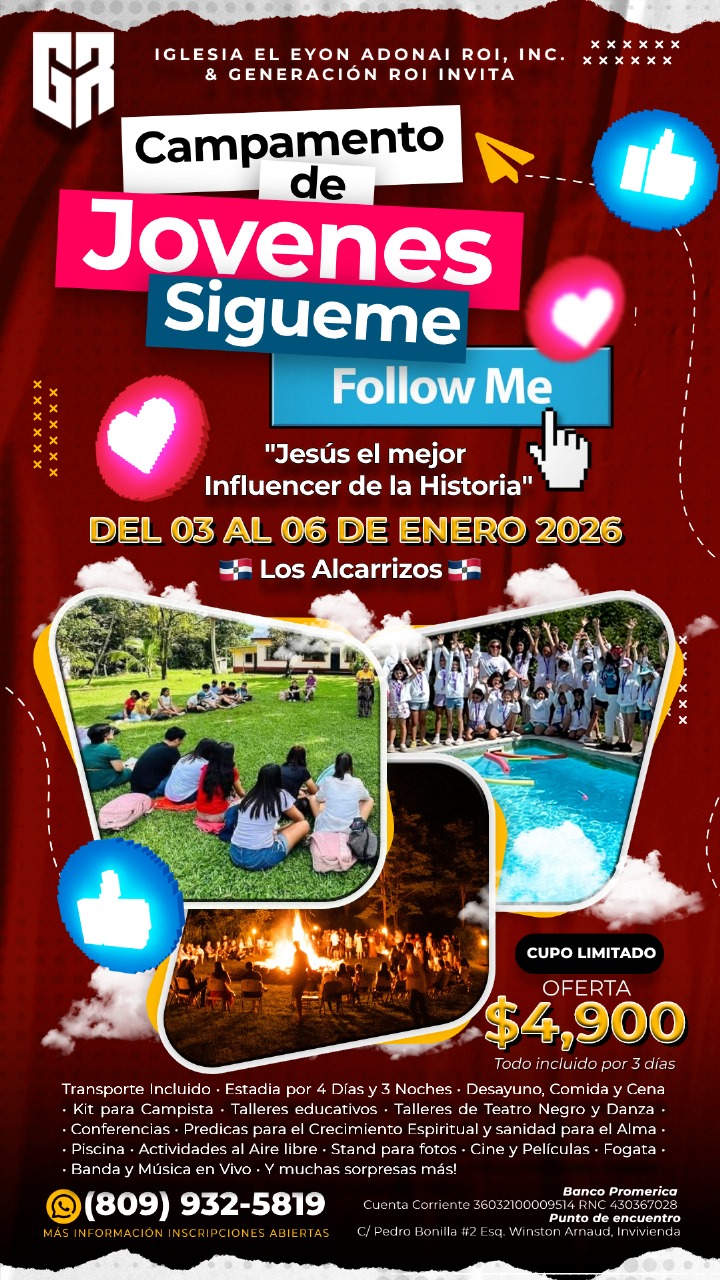 GR
IGLESIA EL EYON ADONAI ROI, INC.
& GENERACIÓN ROI INVITA
Campamento
de
Jovenes
Sigueme
Follow Me
"Jesús el mejor
Influencer de la Historia"
DEL 03 AL 06 DE ENERO 2026
Los Alcarrizos
CUPO LIMITADO
OFERTA
$4,900
Todo incluido por 3 días
Transporte Incluido · Estadia por 4 Días y 3 Noches · Desayuno, Comida y Cena
· Kit para Campista · Talleres educativos · Talleres de Teatro Negro y Danza ·
· Conferencias · Predicas para el Crecimiento Espiritual y sanidad para el Alma ·
· Piscina · Actividades al Aire libre · Stand para fotos · Cine y Películas · Fogata ·
· Banda y Música en Vivo · Y muchas sorpresas más!
(809) 932-5819
MÁS INFORMACIÓN INSCRIPCIONES ABIERTAS
Banco Promerica
Cuenta Corriente 36032100009514 RNC 430367028
Punto de encuentro
C/ Pedro Bonilla #2 Esq. Winston Arnaud, Invivienda